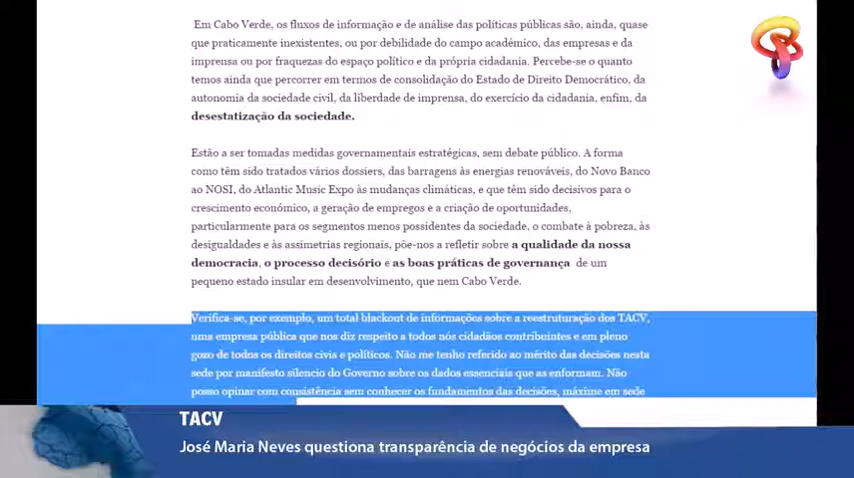 Em Cabo Verde, os fluxos de informação e de análise das políticas públicas são, ainda, quase
que praticamente inexistentes, ou por debilidade do campo académico, das empresas e da
imprensa ou por fraquezas do espaço político e da própria cidadania. Percebe-se o quanto
temos ainda que percorrer em termos de consolidação do Estado de Direito Democrático, da
autonomia da sociedade civil, da liberdade de imprensa, do exercício da cidadania, enfim, da
desestatização da sociedade.
Estão a ser tomadas medidas governamentais estratégicas, sem debate público. A forma
como têm sido tratados vários dossiers, das barragens às energias renováveis, do Novo Banco
ao NOSI, do Atlantic Music Expo às mudanças climáticas, e que têm sido decisivos para o
crescimento económico, a geração de empregos e a criação de oportunidades,
particularmente para os segmentos menos possidentes da sociedade, o combate à pobreza, às
desigualdades e às assimetrias regionais, põe-nos a refletir sobre a qualidade da nossa
democracia, o processo decisório e as boas práticas de governança de um
pequeno estado insular em desenvolvimento, que nem Cabo Verde.
Verifica-se, por exemplo, um total blackout de informações sobre a reestruturação dos TACV,
uma empresa pública que nos diz respeito a todos nós cidadãos contribuintes e em pleno
gozo de todos os direitos civis e políticos. Não me tenho referido ao mérito das decisões nesta
sede por manifesto silencio do Governo sobre os dados essenciais que as enformam. Não
posso opinar com consistência sem conhecer os fundamentos das decisões, máxime em sede
TACV
José Maria Neves questiona transparência de negócios da empresa